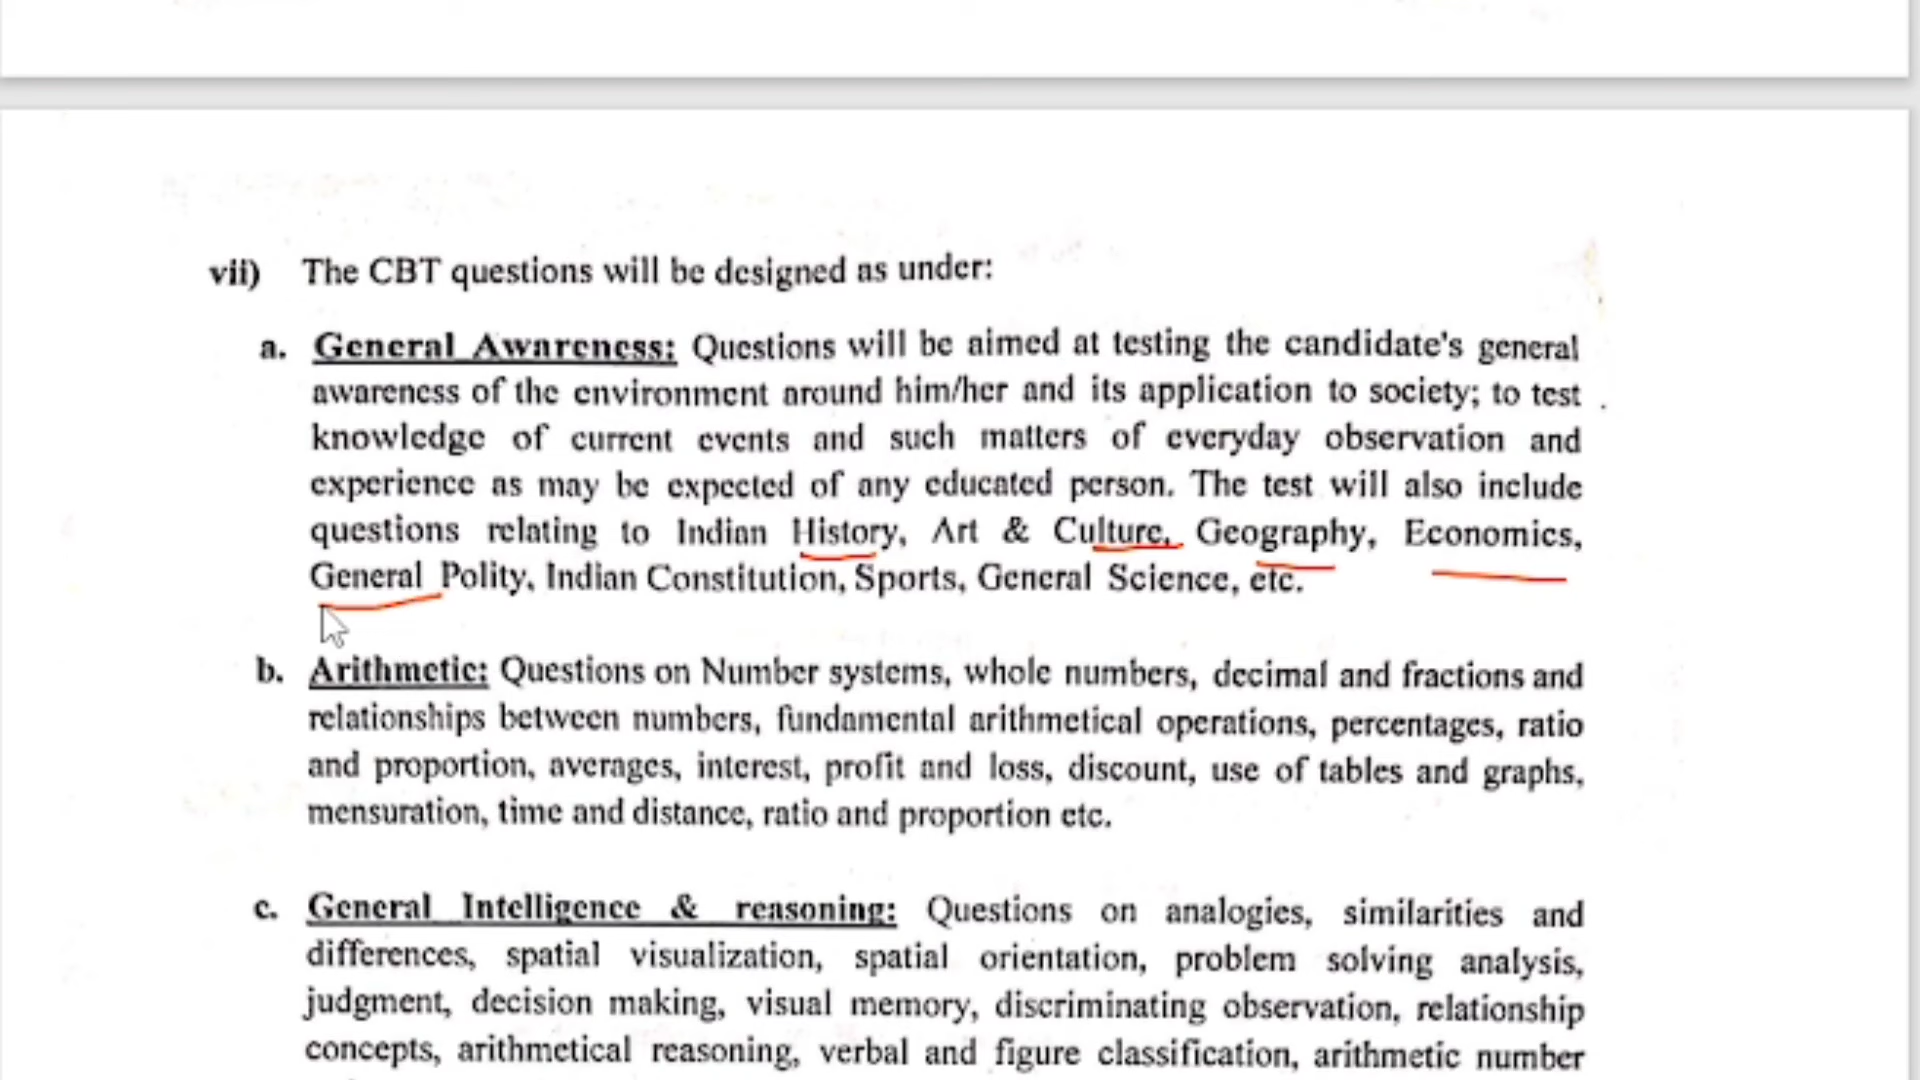 vii) The CBT questions will be designed as under:
a. General Awareness: Questions will be aimed at testing the candidate's general
awareness of the environment around him/her and its application to society; to test
knowledge of current events and such matters of everyday observation and
experience as may be expected of any educated person. The test will also include
questions relating to Indian History, Art & Culture, Geography, Economics,
General Polity, Indian Constitution, Sports, General Science, etc.
b. Arithmetic: Questions on Number systems, whole numbers, decimal and fractions and
relationships between numbers, fundamental arithmetical operations, percentages, ratio
and proportion, averages, interest, profit and loss, discount, use of tables and graphs,
mensuration, time and distance, ratio and proportion etc.
c. General Intelligence & reasoning: Questions on analogies, similarities and
differences, spatial visualization, spatial orientation, problem solving analysis,
judgment, decision making, visual memory, discriminating observation, relationship
concepts, arithmetical reasoning, verbal and figure classification, arithmetic number